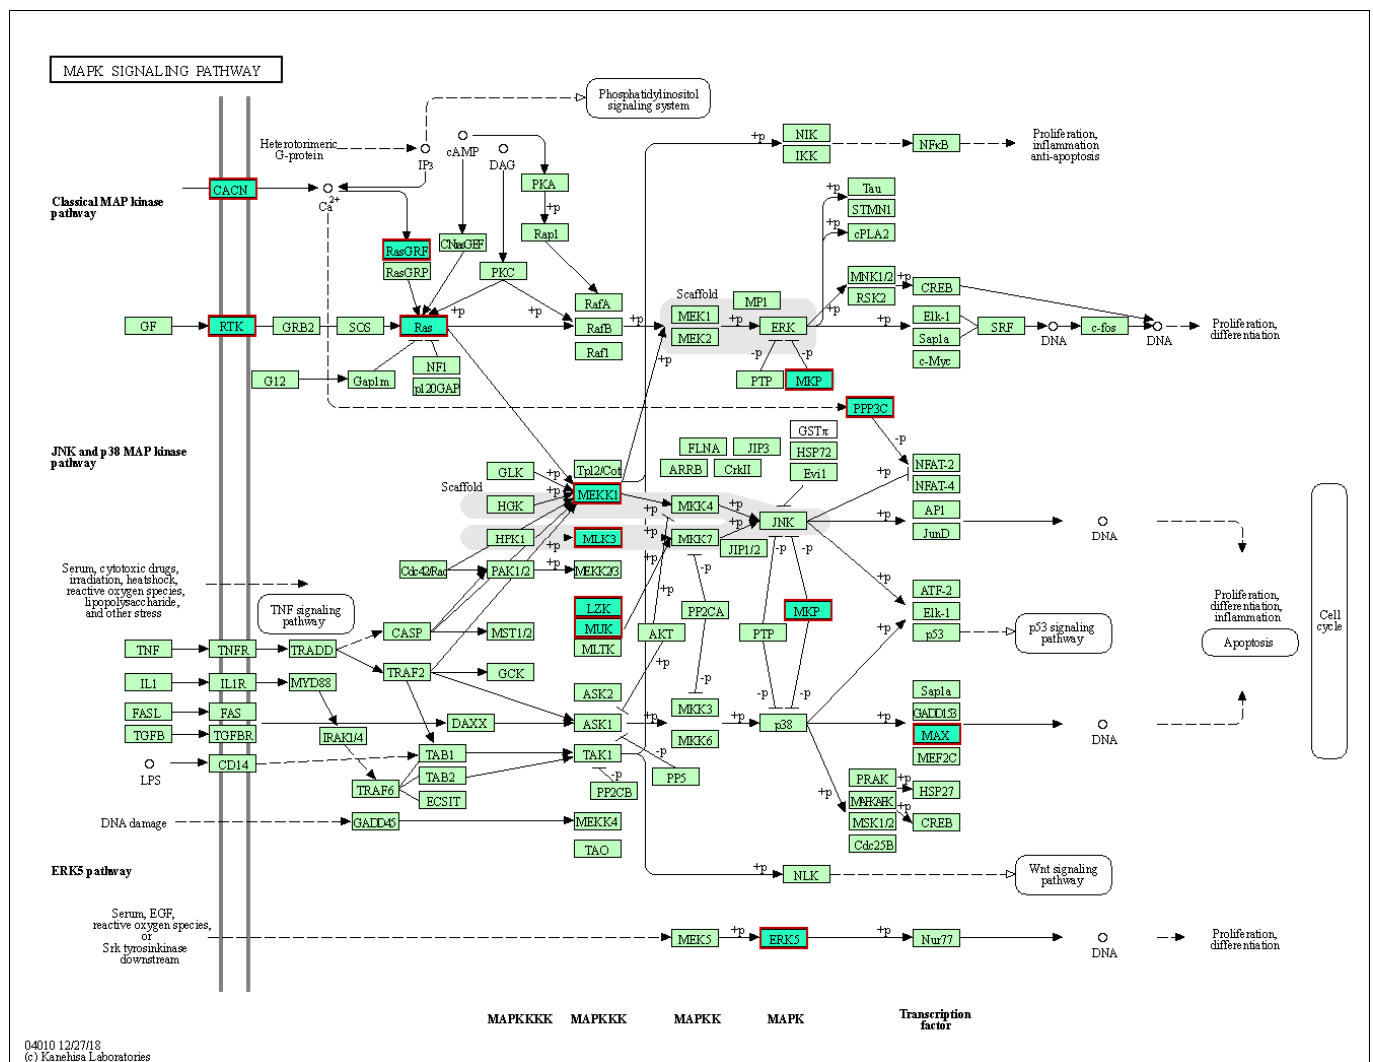 MAPK SIGNALING PATHWAY
Phosphatidylinositol
signaling system
Heterotorimeric
G-protein
IP3
cAMP
DAG
+p
NIK
IKK
NFκB
Proliferation,
inflammation
anti-apoptosis
Classical MAP kinase
pathway
CACN
Ca2+
PKA
+p
Rap1
+p
Tau
STMN1
+p
cPLA2
RasGRF
CNrasGEF
RasGRP
PKC
MNK1/2
+p
RSK2
CREB
RafA
Scaffold
MP1
GF
RTK
GRB2
SOS
Ras
+p
+p
RafB
+p
MEK1
MEK2
+p
ERK
+p
+p
Elk-1
Sap1a
SRF
DNA
c-fos
DNA
Proliferation,
differentiation
Raf1
c-Myc
G12
Gap1m
NF1
p120GAP
+p
-p
-p
PTP
MKP
PPP3C
JNK and p38 MAP kinase
pathway
GSTπ
-p
FLNA
JIP3
HSP72
ARRB
CrkII
Evi1
NFAT-2
NFAT-4
GLK
+p
Tpl2/Cot
Scaffold
+p
MEKK1
HGK
+p
MKK4
+p
JNK
+p
+p
AP1
JunD
DNA
HPK1
+p
MLK3
+p
MKK7
+p
JIP1/2
-p
-p
Cdc42/Rac
PAK1/2
+p
MEKK2/3
-p
+p
Serum, cytotoxic drugs,
irradiation, heatshock,
reactive oxygen species,
lipopolysaccharide,
and other stress
TNF signaling
pathway
LZK
MUK
MLTK
PP2CA
MKP
ATF-2
Elk-1
p53
+p
p53 signaling
pathway
Proliferation,
differentiation,
inflammation
Apoptosis
Cell
cycle
CASP
MST1/2
AKT
PTP
TNF
TNFR
TRADD
TRAF2
GCK
+p
-p
-p
-p
IL1
IL1R
MYD88
ASK2
MKK3
Sap1a
GADD153
FASL
FAS
DAXX
ASK1
+p
+p
p38
+p
MAX
DNA
TGFB
TGFBR
IRAK1/4
MKK6
MEF2C
LPS
CD14
TAB1
TAK1
-p
PP5
PP2CB
TAB2
TRAF6
ECSIT
PRAK
+p
HSP27
+p
MAPKAPK
+p
MSK1/2
CREB
Cdc25B
DNA damage
GADD45
MEKK4
TAO
ERK5 pathway
+p
NLK
Wnt signaling
pathway
Serum, EGF,
reactive oxygen species,
or
Srk tyrosinkinase
downstream
MEK5
+p
ERK5
+p
Nur77
DNA
Proliferation,
differentiation
MAPKKKK
MAPKKK
MAPKK
MAPK
Transcription
factor
04010 12/27/18
(c) Kanehisa Laboratories